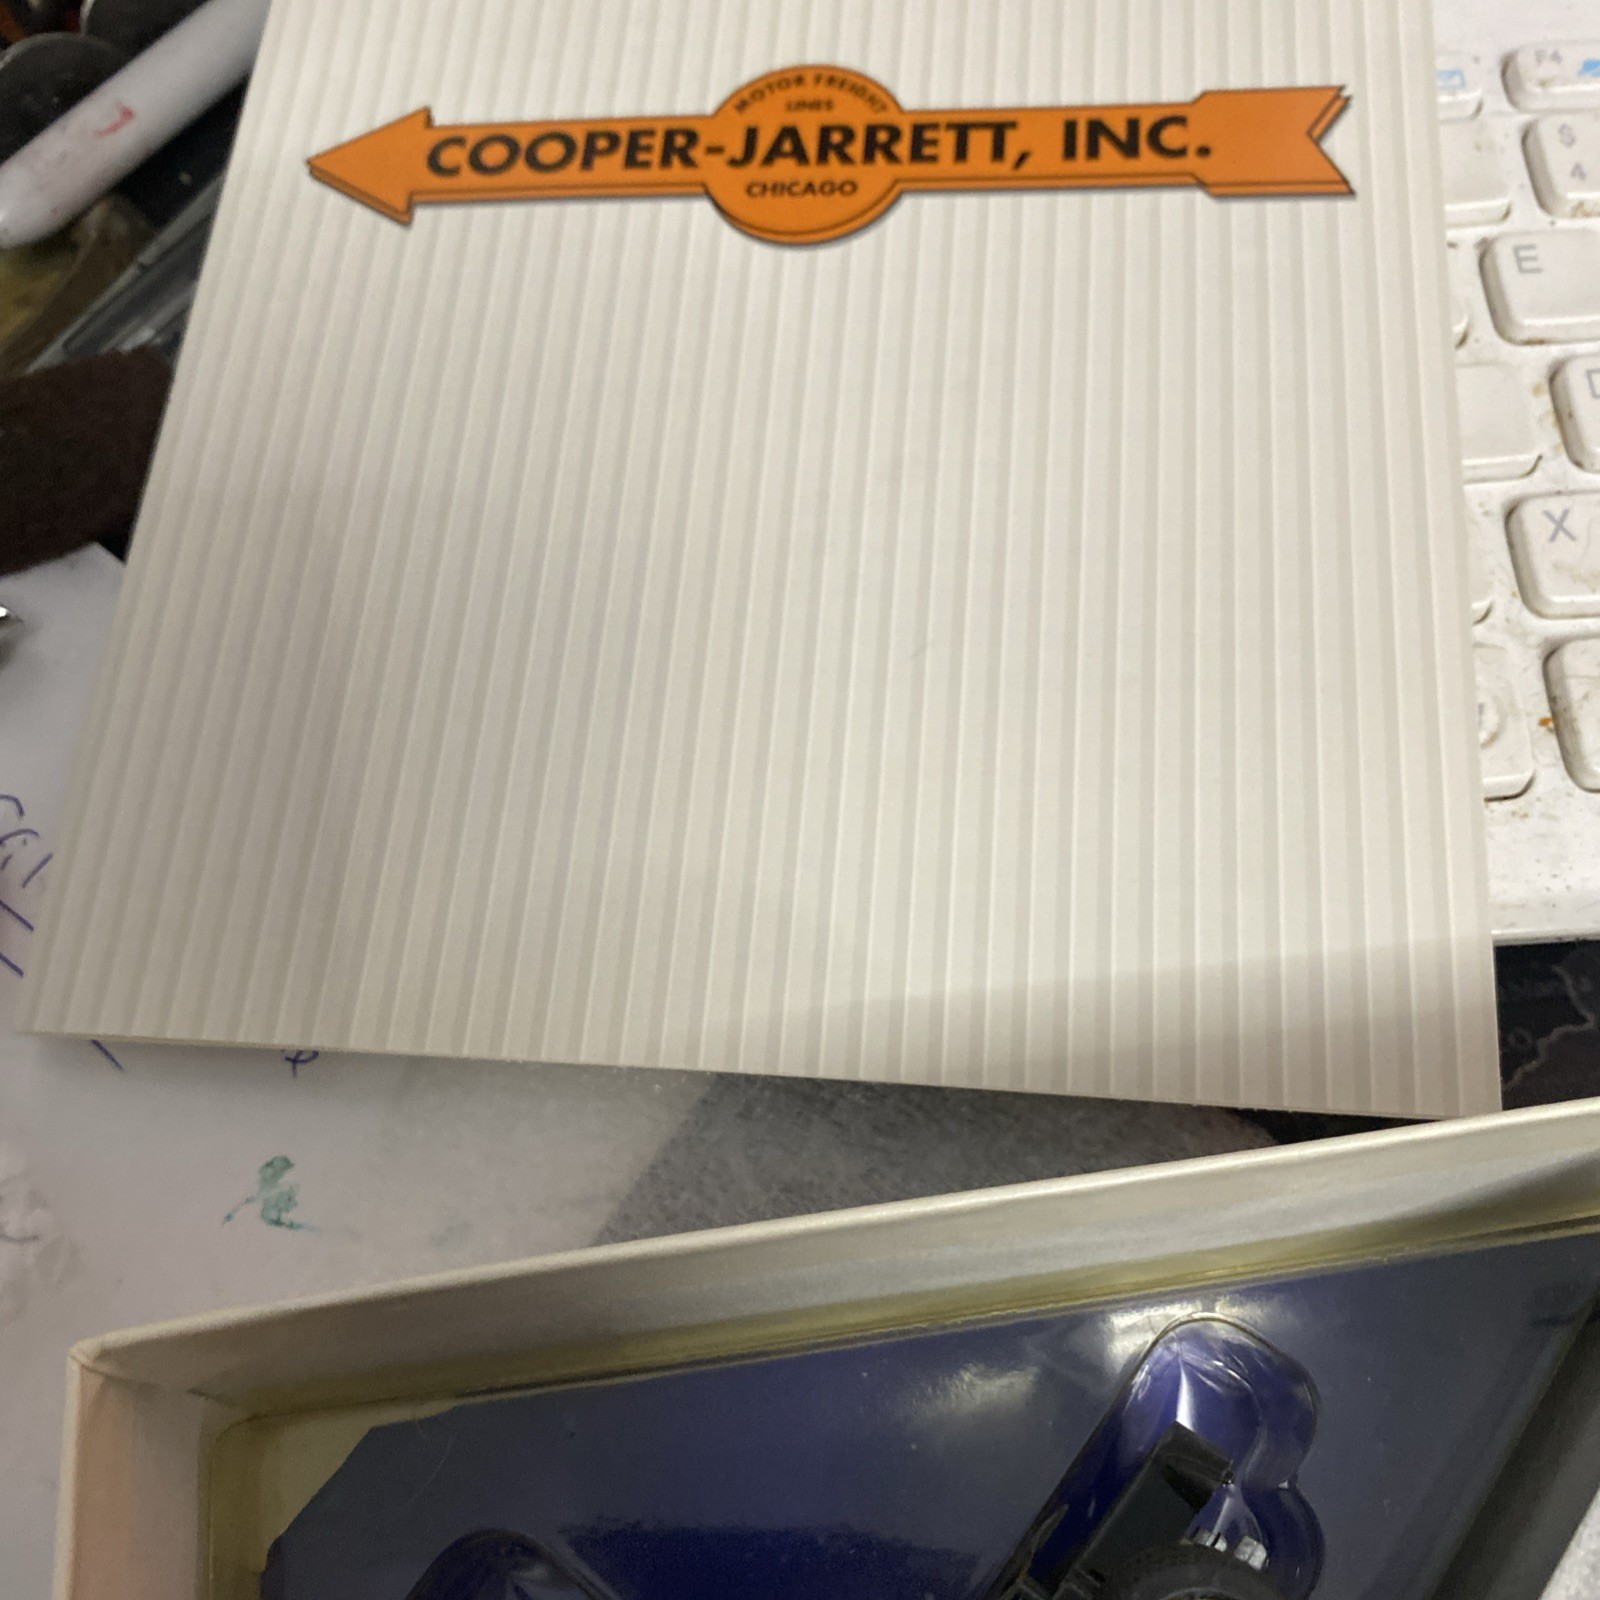 MOTOR FREIGHT
LINES
COOPER-JARRETT, INC.
CHICAGO
F4
$
4
E
D
X